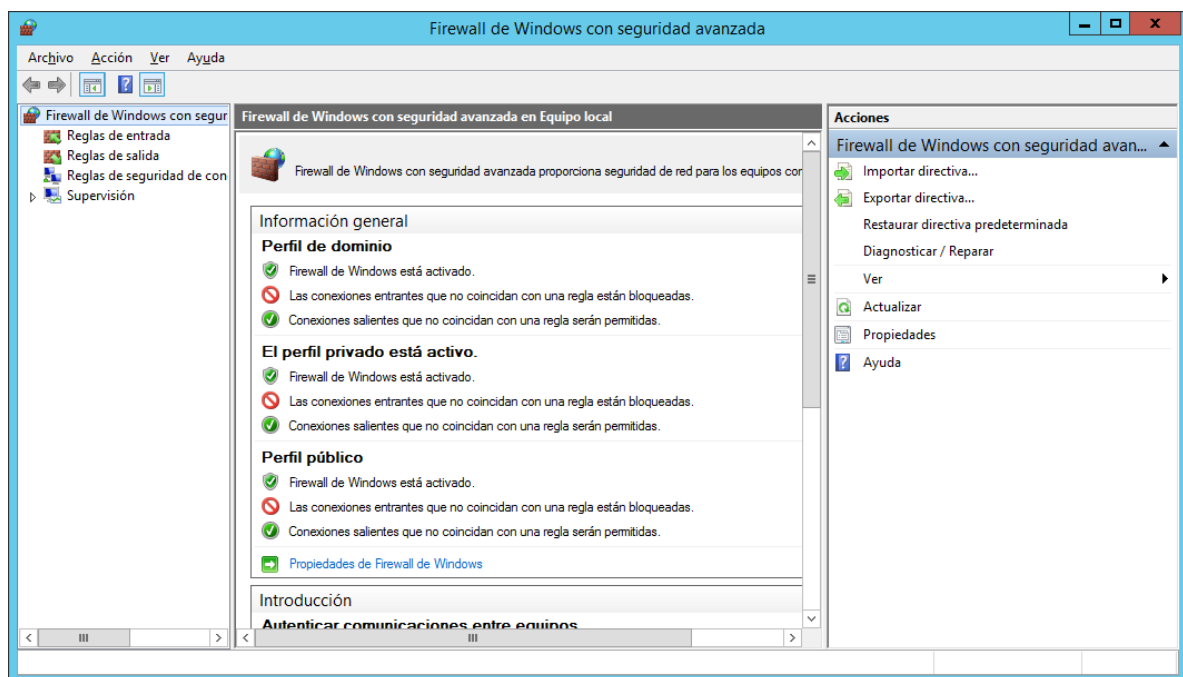 Firewall de Windows con seguridad avanzada
Archivo Acción Ver Ayuda
Firewall de Windows con segur
Reglas de entrada
Reglas de salida
Reglas de seguridad de con
Supervisión
Firewall de Windows con seguridad avanzada en Equipo local
Firewall de Windows con seguridad avanzada proporciona seguridad de red para los equipos cor
Información general
Perfil de dominio
Firewall de Windows está activado.
Las conexiones entrantes que no coincidan con una regla están bloqueadas.
Conexiones salientes que no coincidan con una regla serán permitidas.
El perfil privado está activo.
Firewall de Windows está activado.
Las conexiones entrantes que no coincidan con una regla están bloqueadas.
Conexiones salientes que no coincidan con una regla serán permitidas.
Perfil público
Firewall de Windows está activado.
Las conexiones entrantes que no coincidan con una regla están bloqueadas.
Conexiones salientes que no coincidan con una regla serán permitidas.
Propiedades de Firewall de Windows
Introducción
Autenticar comunicaciones entre equipos
Acciones
Firewall de Windows con seguridad avan...
Importar directiva...
Exportar directiva...
Restaurar directiva predeterminada
Diagnosticar / Reparar
Ver
Actualizar
Propiedades
Ayuda